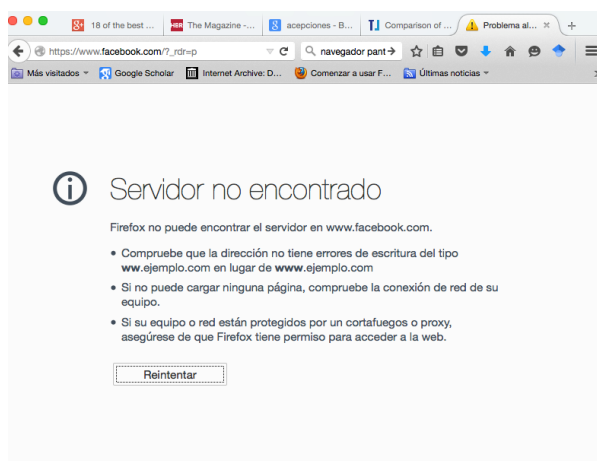 18 of the best ... The Magazine -... acepciones - B... Comparison of ... Problema al...
https://www.facebook.com/?_rdr=p navegador pant
Más visitados Google Scholar Internet Archive: D... Comenzar a usar F... Últimas noticias
Servidor no encontrado
Firefox no puede encontrar el servidor en www.facebook.com.
• Compruebe que la dirección no tiene errores de escritura del tipo
ww.ejemplo.com en lugar de www.ejemplo.com
• Si no puede cargar ninguna página, compruebe la conexión de red de su
equipo.
• Si su equipo o red están protegidos por un cortafuegos o proxy,
asegúrese de que Firefox tiene permiso para acceder a la web.
Reintentar